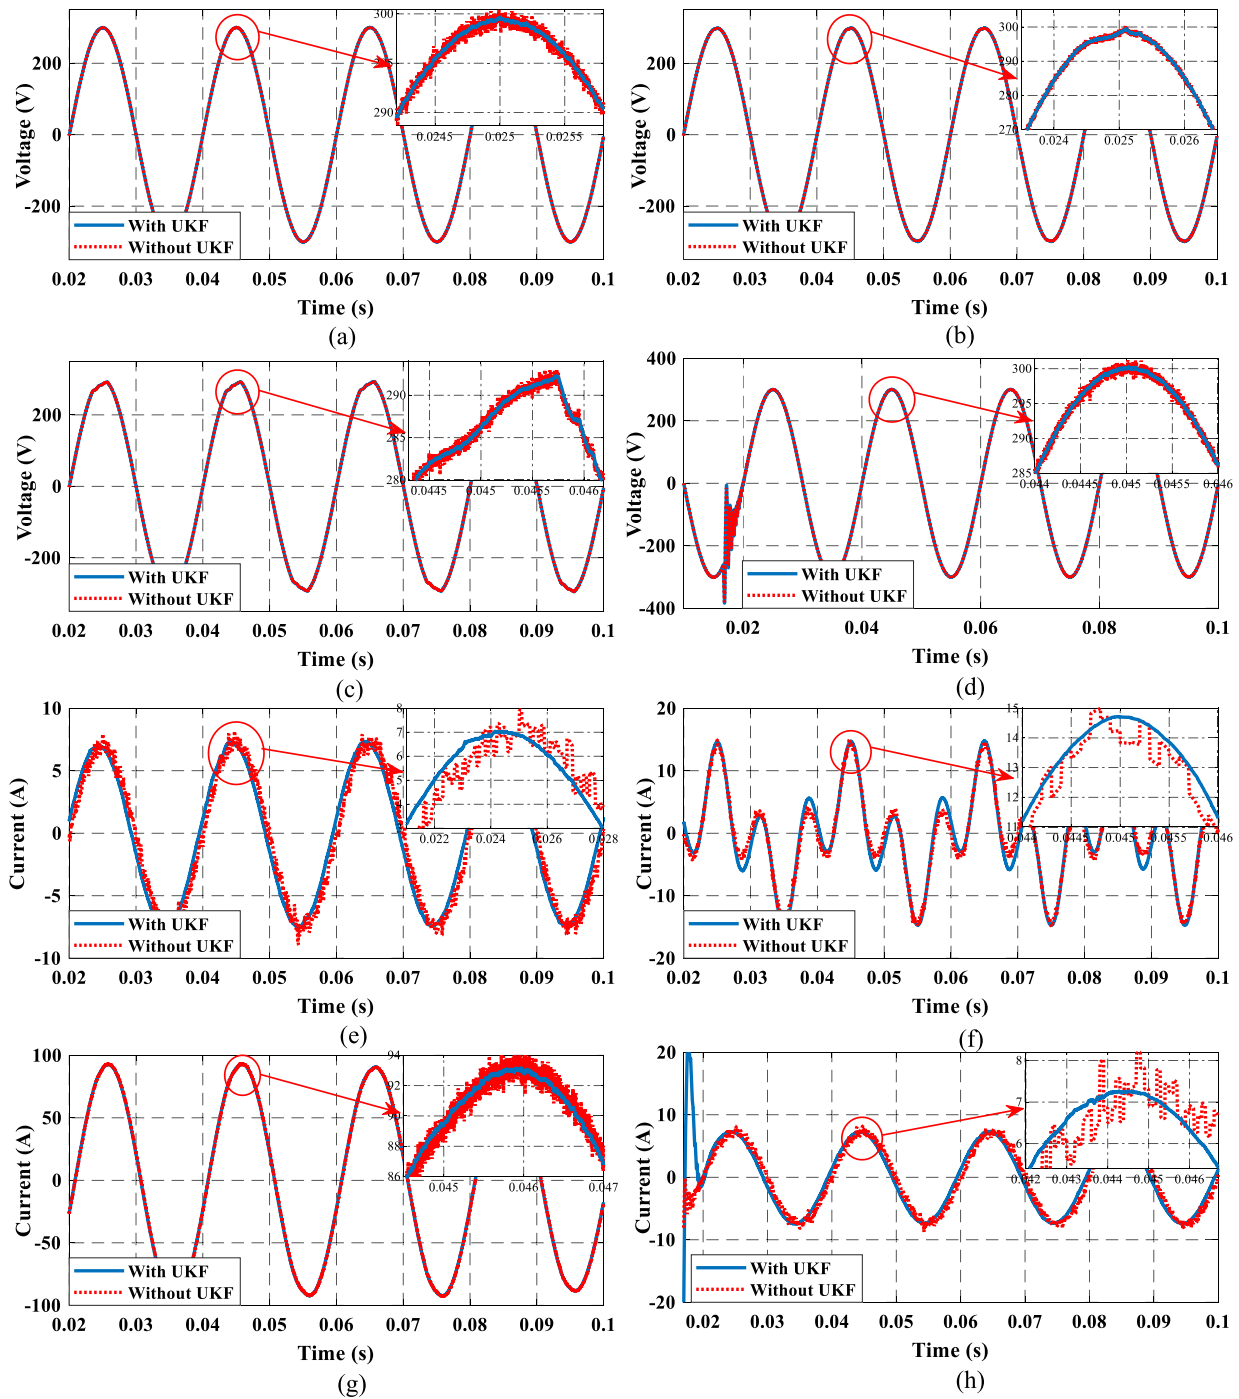 Voltage (V)
200
0
-200
300
295
290
0.0245
0.025
0.0255
With UKF
Without UKF
0.02 0.03 0.04 0.05 0.06 0.07 0.08 0.09 0.1
Time (s)
(a)
Voltage (V)
200
0
-200
300
290
280
270
0.024
0.025
0.026
With UKF
Without UKF
0.02 0.03 0.04 0.05 0.06 0.07 0.08 0.09 0.1
Time (s)
(b)
Voltage (V)
200
0
-200
290
285
280
0.0445
0.045
0.0455
0.046
With UKF
Without UKF
0.02 0.03 0.04 0.05 0.06 0.07 0.08 0.09 0.1
Time (s)
(c)
Voltage (V)
400
200
0
-200
-400
300
295
290
285
0.044
0.0445
0.045
0.0455
0.046
With UKF
Without UKF
0.02 0.04 0.06 0.08 0.1
Time (s)
(d)
Current (A)
10
5
0
-5
-10
8
7
6
5
4
3
0.022
0.024
0.026
0.028
With UKF
Without UKF
0.02 0.03 0.04 0.05 0.06 0.07 0.08 0.09 0.1
Time (s)
(e)
Current (A)
20
10
0
-10
-20
15
14
13
12
11
0.044
0.0445
0.045
0.0455
0.046
With UKF
Without UKF
0.02 0.03 0.04 0.05 0.06 0.07 0.08 0.09 0.1
Time (s)
(f)
Current (A)
100
50
0
-50
-100
94
93
90
88
86
0.045
0.046
0.047
With UKF
Without UKF
0.02 0.03 0.04 0.05 0.06 0.07 0.08 0.09 0.1
Time (s)
(g)
Current (A)
20
10
0
-10
-20
8
7
6
0.042
0.043
0.044
0.045
0.046
With UKF
Without UKF
0.02 0.03 0.04 0.05 0.06 0.07 0.08 0.09 0.1
Time (s)
(h)